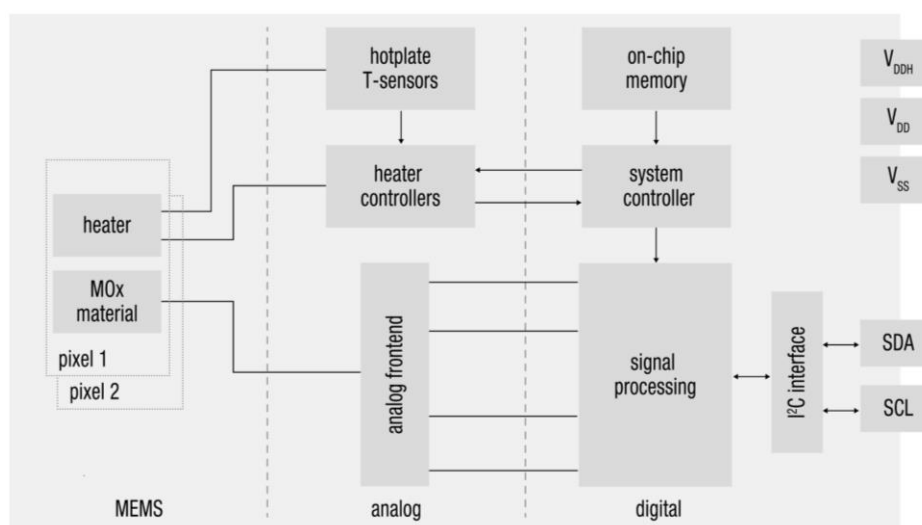 hotplate
T-sensors
on-chip
memory
V_DDH
V_DD
V_SS
heater
controllers
system
controller
heater
MOx
material
pixel 1
pixel 2
analog frontend
signal
processing
I²C interface
SDA
SCL
MEMS
analog
digital